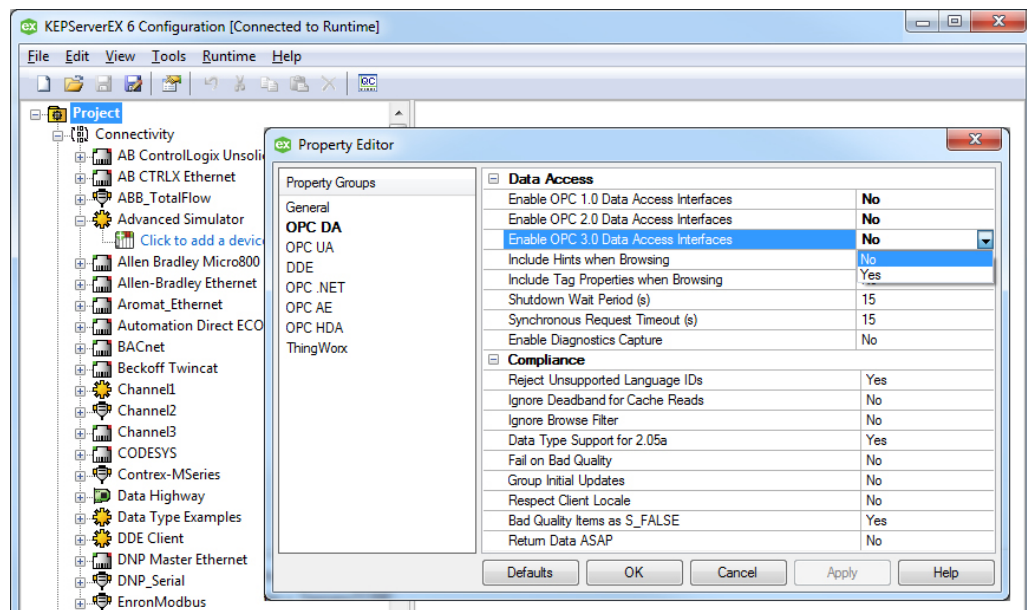 KEPServerEX 6 Configuration [Connected to Runtime]
File Edit View Tools Runtime Help
Project
Connectivity
AB ControlLogix Unsolic
AB CTRLX Ethernet
ABB_TotalFlow
Advanced Simulator
Click to add a device
Allen Bradley Micro800
Allen-Bradley Ethernet
Aromat_Ethernet
Automation Direct ECO
BACnet
Beckoff Twincat
Channel1
Channel2
Channel3
CODESYS
Contrex-MSeries
Data Highway
Data Type Examples
DDE Client
DNP Master Ethernet
DNP_Serial
EnronModbus
Property Editor
Property Groups
General
OPC DA
OPC UA
DDE
OPC .NET
OPC AE
OPC HDA
ThingWorx
Data Access
Enable OPC 1.0 Data Access Interfaces No
Enable OPC 2.0 Data Access Interfaces No
Enable OPC 3.0 Data Access Interfaces No
Include Hints when Browsing No
Include Tag Properties when Browsing Yes
Shutdown Wait Period (s) 15
Synchronous Request Timeout (s) 15
Enable Diagnostics Capture No
Compliance
Reject Unsupported Language IDs Yes
Ignore Deadband for Cache Reads No
Ignore Browse Filter No
Data Type Support for 2.05a Yes
Fail on Bad Quality No
Group Initial Updates No
Respect Client Locale No
Bad Quality Items as S_FALSE Yes
Return Data ASAP No
Defaults OK Cancel Apply Help